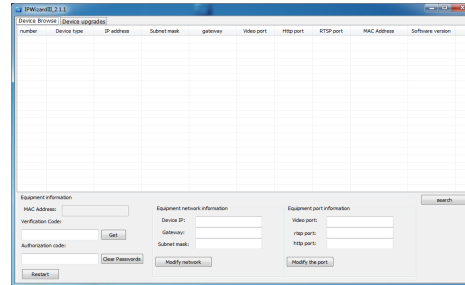 IPWizardIII_2.1.1
Device Browse Device upgrades
number Device type IP address Subnet mask gateway Video port Http port RTSP port MAC Address Software version
search
Equipment information
MAC Address:
Verification Code:
Get
Authorization code:
Clear Passwords
Restart
Equipment network information
Device IP:
Gateway:
Subnet mask:
Modify network
Equipment port information
Video port:
rtsp port:
http port:
Modify the port